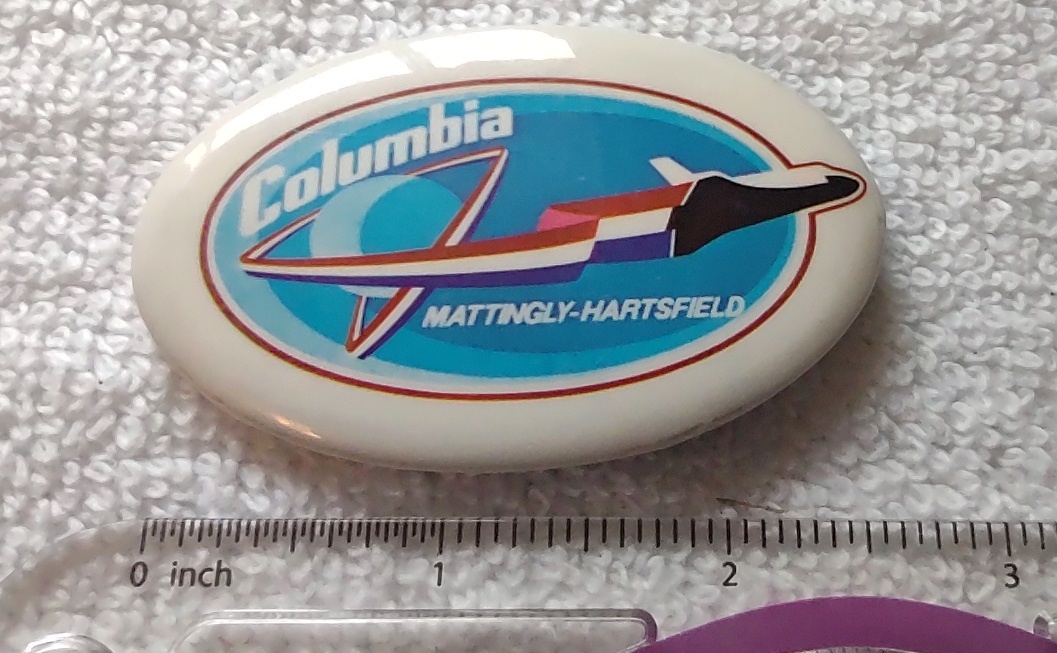 Columbia
MATTINGLY-HARTSFIELD
0 inch 1 2 3